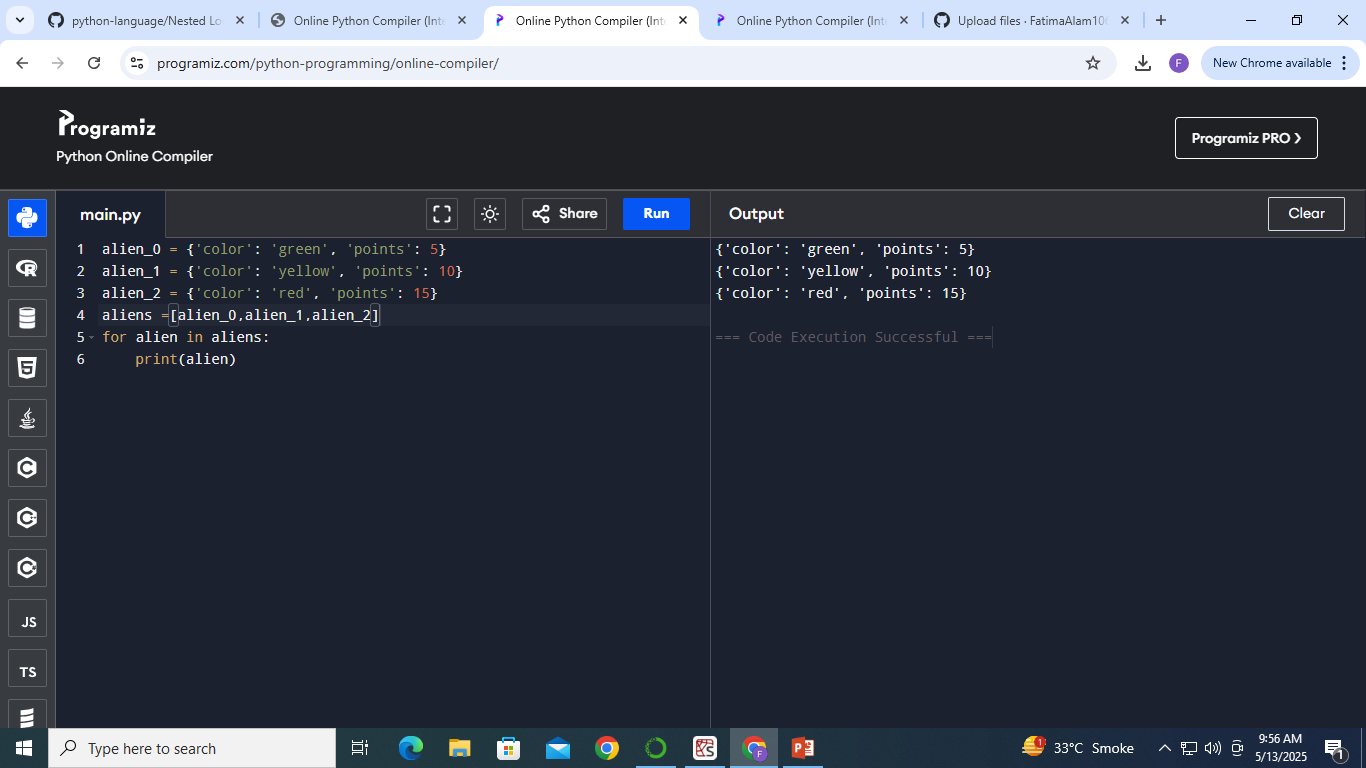 python-language/Nested Lo
Online Python Compiler (Inte
Online Python Compiler (Inte
Online Python Compiler (Inte
Upload files · FatimaAlam106
programiz.com/python-programming/online-compiler/
F
New Chrome available
Programiz
Python Online Compiler
Programiz PRO
main.py
Share
Run
Output
Clear
1 alien_0 = {'color': 'green', 'points': 5}
2 alien_1 = {'color': 'yellow', 'points': 10}
3 alien_2 = {'color': 'red', 'points': 15}
4 aliens =[alien_0,alien_1,alien_2]
5 for alien in aliens:
6     print(alien)
{'color': 'green', 'points': 5}
{'color': 'yellow', 'points': 10}
{'color': 'red', 'points': 15}
=== Code Execution Successful ===
JS
TS
Type here to search
33°C Smoke
9:56 AM
5/13/2025
1